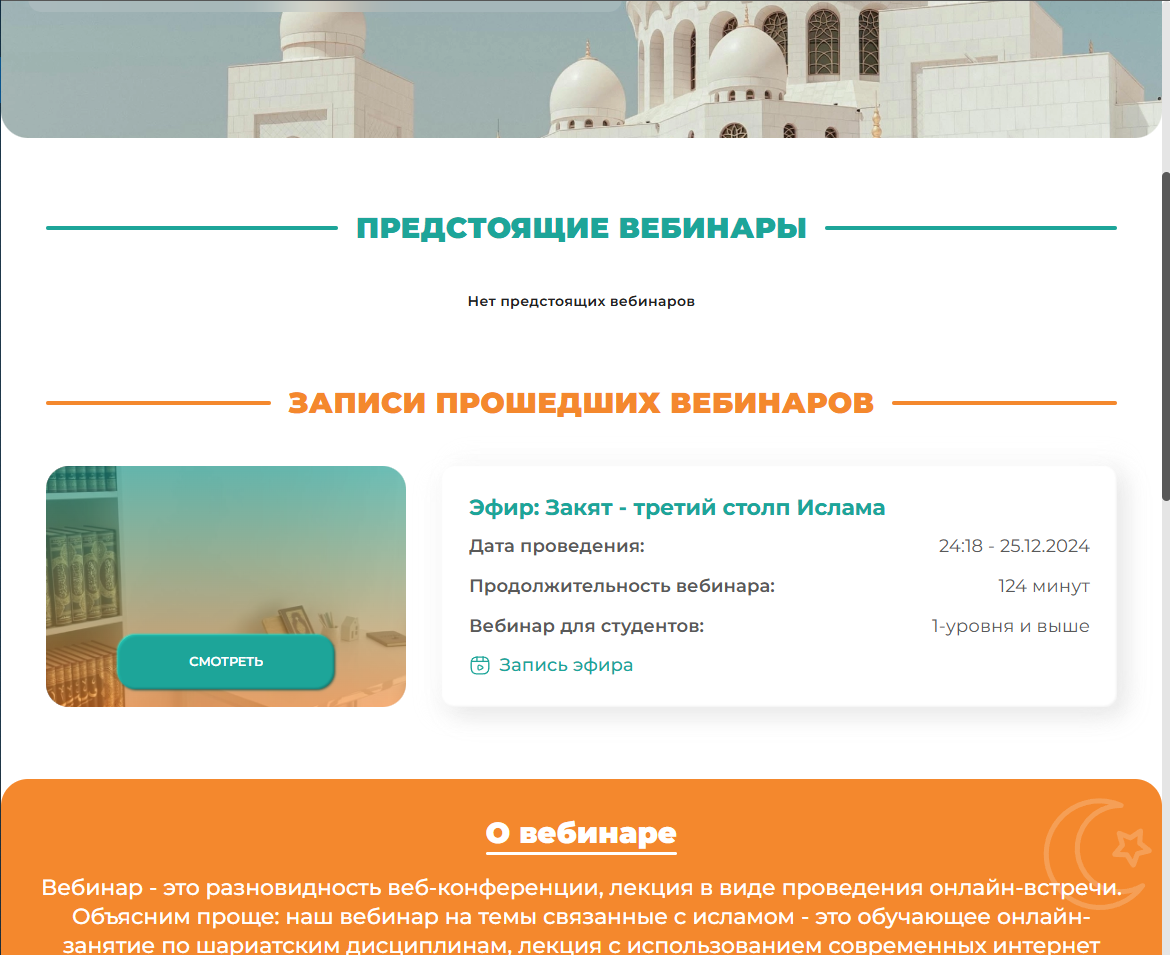 ПРЕДСТОЯЩИЕ ВЕБИНАРЫ
Нет предстоящих вебинаров
ЗАПИСИ ПРОШЕДШИХ ВЕБИНАРОВ
СМОТРЕТЬ
Эфир: Закят - третий столп Ислама
Дата проведения: 24:18 - 25.12.2024
Продолжительность вебинара: 124 минут
Вебинар для студентов: 1-уровня и выше
Запись эфира
О вебинаре
Вебинар - это разновидность веб-конференции, лекция в виде проведения онлайн-встречи.
Объясним проще: наш вебинар на темы связанные с исламом - это обучающее онлайн-
занятие по шариатским дисциплинам, лекция с использованием современных интернет